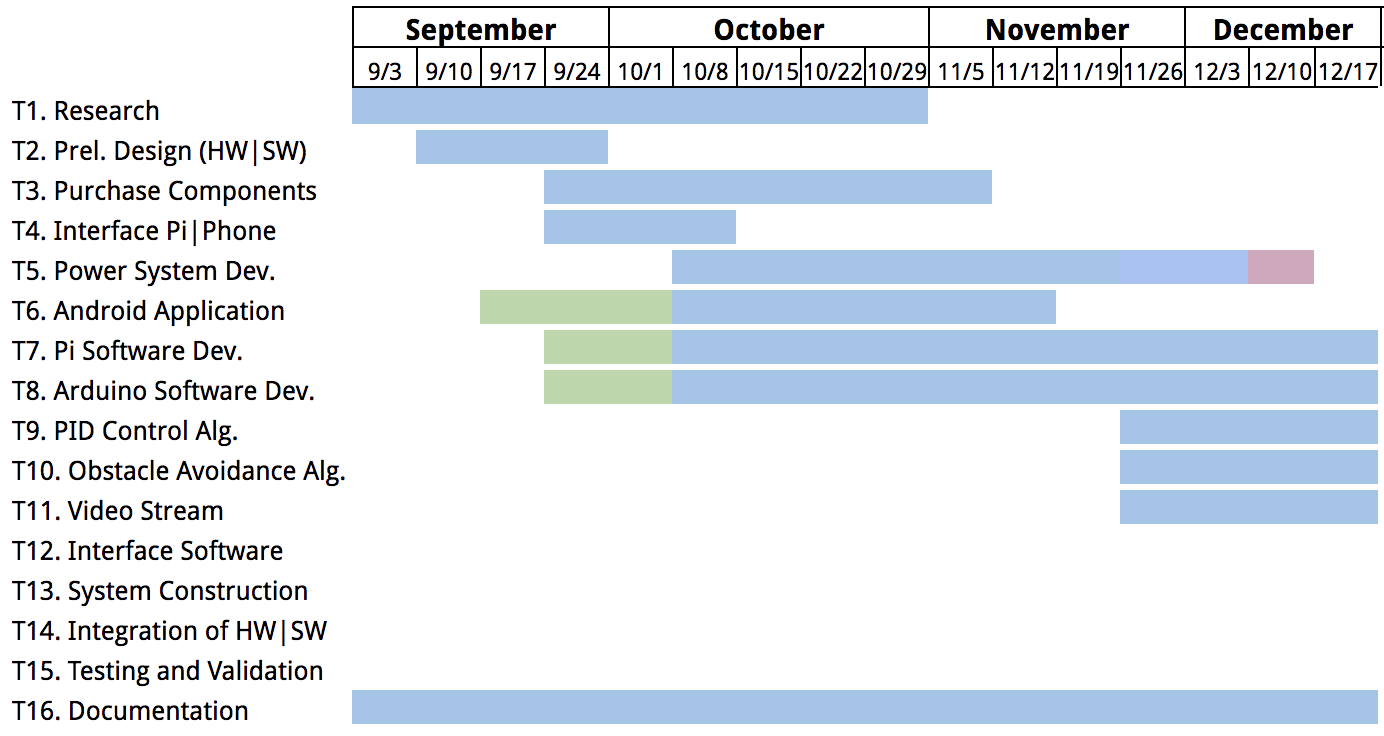 September October November December
9/3 9/10 9/17 9/24 10/1 10/8 10/15 10/22 10/29 11/5 11/12 11/19 11/26 12/3 12/10 12/17
T1. Research
T2. Prel. Design (HW|SW)
T3. Purchase Components
T4. Interface Pi|Phone
T5. Power System Dev.
T6. Android Application
T7. Pi Software Dev.
T8. Arduino Software Dev.
T9. PID Control Alg.
T10. Obstacle Avoidance Alg.
T11. Video Stream
T12. Interface Software
T13. System Construction
T14. Integration of HW|SW
T15. Testing and Validation
T16. Documentation